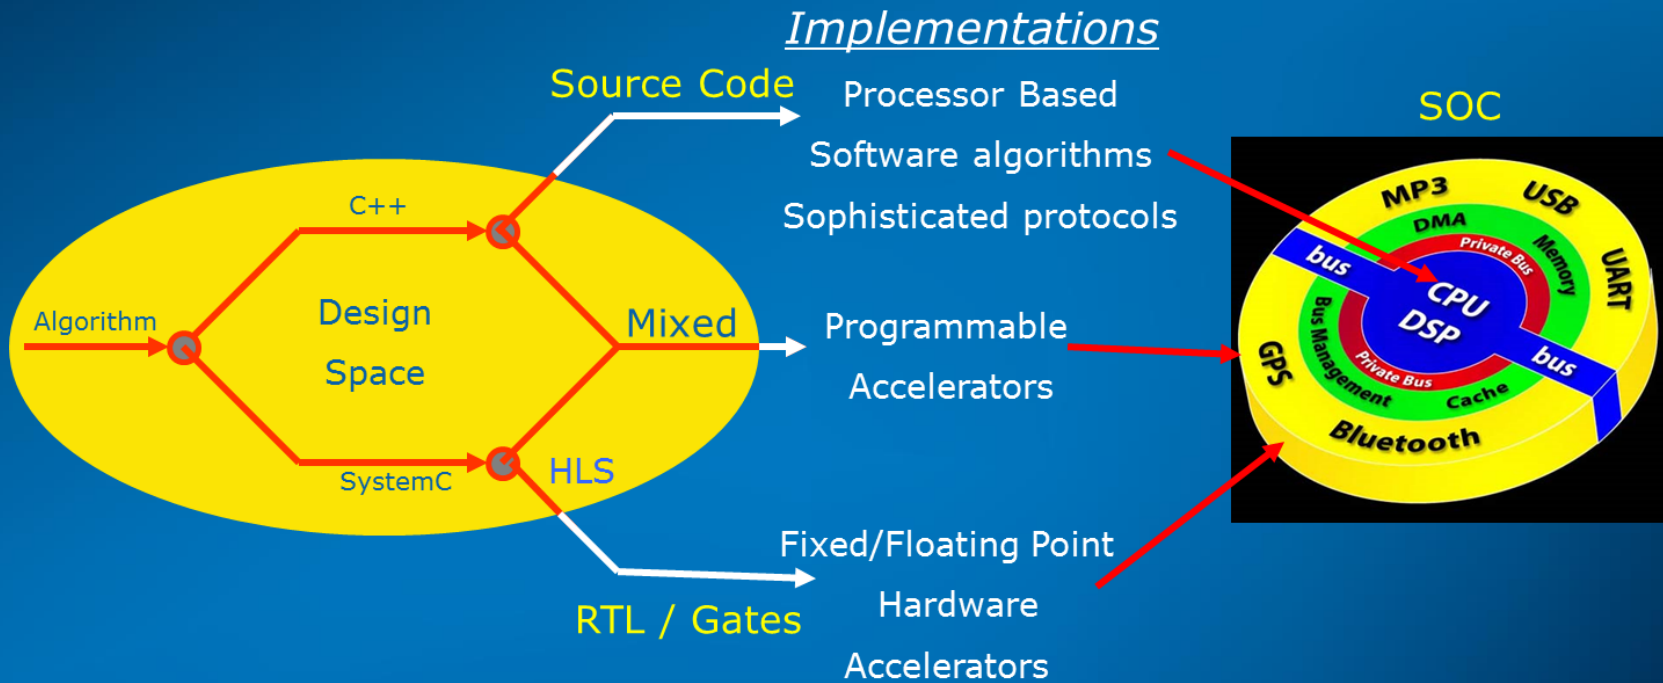 Implementations
Source Code
Processor Based
Software algorithms
Sophisticated protocols
SOC
C++
Algorithm
Design
Space
Mixed
Programmable
Accelerators
SystemC
HLS
Fixed/Floating Point
Hardware
Accelerators
RTL / Gates
MP3
USB
UART
DMA
Memory
Private Bus
bus
CPU
DSP
bus
Bus Management
Private Bus
Cache
GPS
Bluetooth